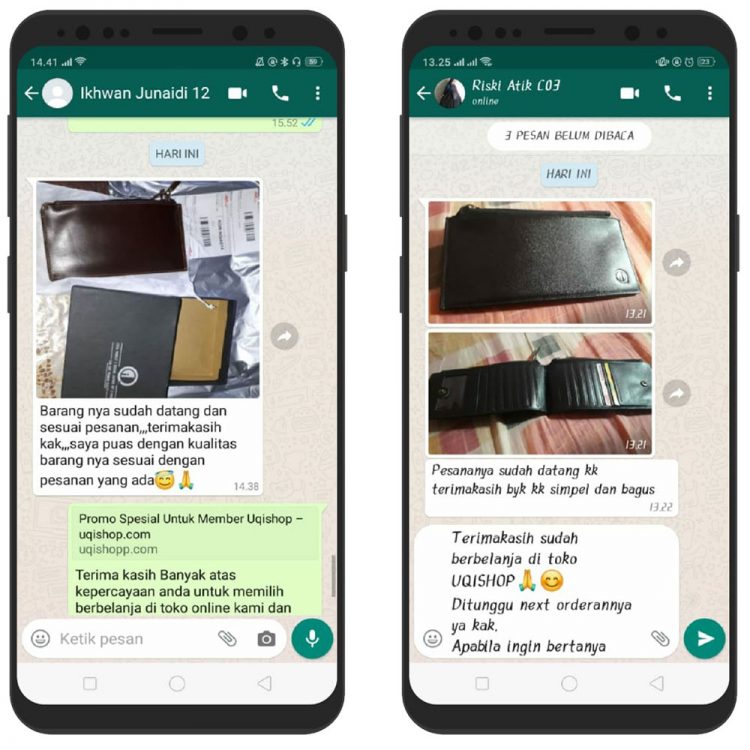 14.41
59
Ikhwan Junaidi 12
15.52
HARI INI
Barang nya sudah datang dan
sesuai pesanan,,,terimakasih
kak,,,saya puas dengan kualitas
barang nya sesuai dengan
pesanan yang ada😇🙏
14.38
Promo Spesial Untuk Member Uqishop –
uqishop.com
uqishopp.com
Terima kasih Banyak atas
kepercayaan anda untuk memilih
berbelanja di toko online kami dan
Ketik pesan
13.25
23
Riski Atik C03
online
3 PESAN BELUM DIBACA
HARI INI
13.21
13.21
Pesananya sudah datang kk
terimakasih byk kk simpel dan bagus
13.22
Terimakasih sudah
berbelanja di toko
UQISHOP🙏😊
Ditunggu next orderannya
ya kak.
Apabila ingin bertanya